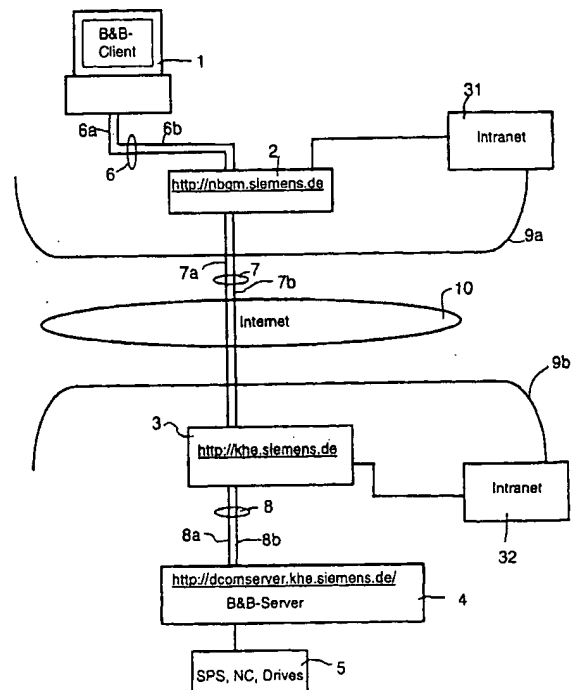 B&B-
Client
1
31
6a
6b
6
2
Intranet
http://nbgm.siemens.de
9a
7a
7
7b
10
Internet
9b
3
http://khe.siemens.de
Intranet
8
8a
8b
32
http://dcomserver.khe.siemens.de/
B&B-Server
4
SPS, NC, Drives
5